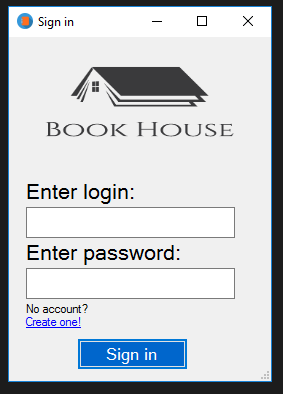 Sign in
BOOK HOUSE
Enter login:
Enter password:
No account?
Create one!
Sign in